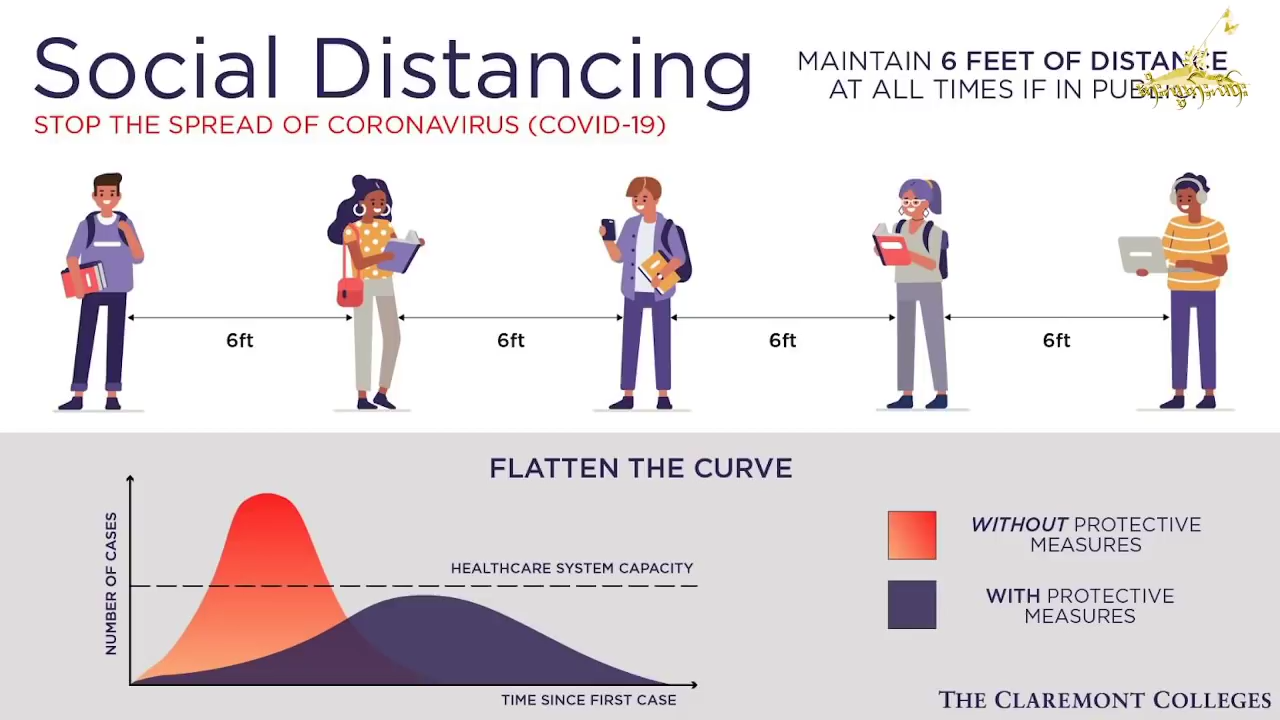 Social Distancing
STOP THE SPREAD OF CORONAVIRUS (COVID-19)
MAINTAIN 6 FEET OF DISTANCE
AT ALL TIMES IF IN
6ft
6ft
6ft
6ft
FLATTEN THE CURVE
NUMBER OF CASES
HEALTHCARE SYSTEM CAPACITY
TIME SINCE FIRST CASE
WITHOUT PROTECTIVE
MEASURES
WITH PROTECTIVE
MEASURES
THE CLAREMONT COLLEGES